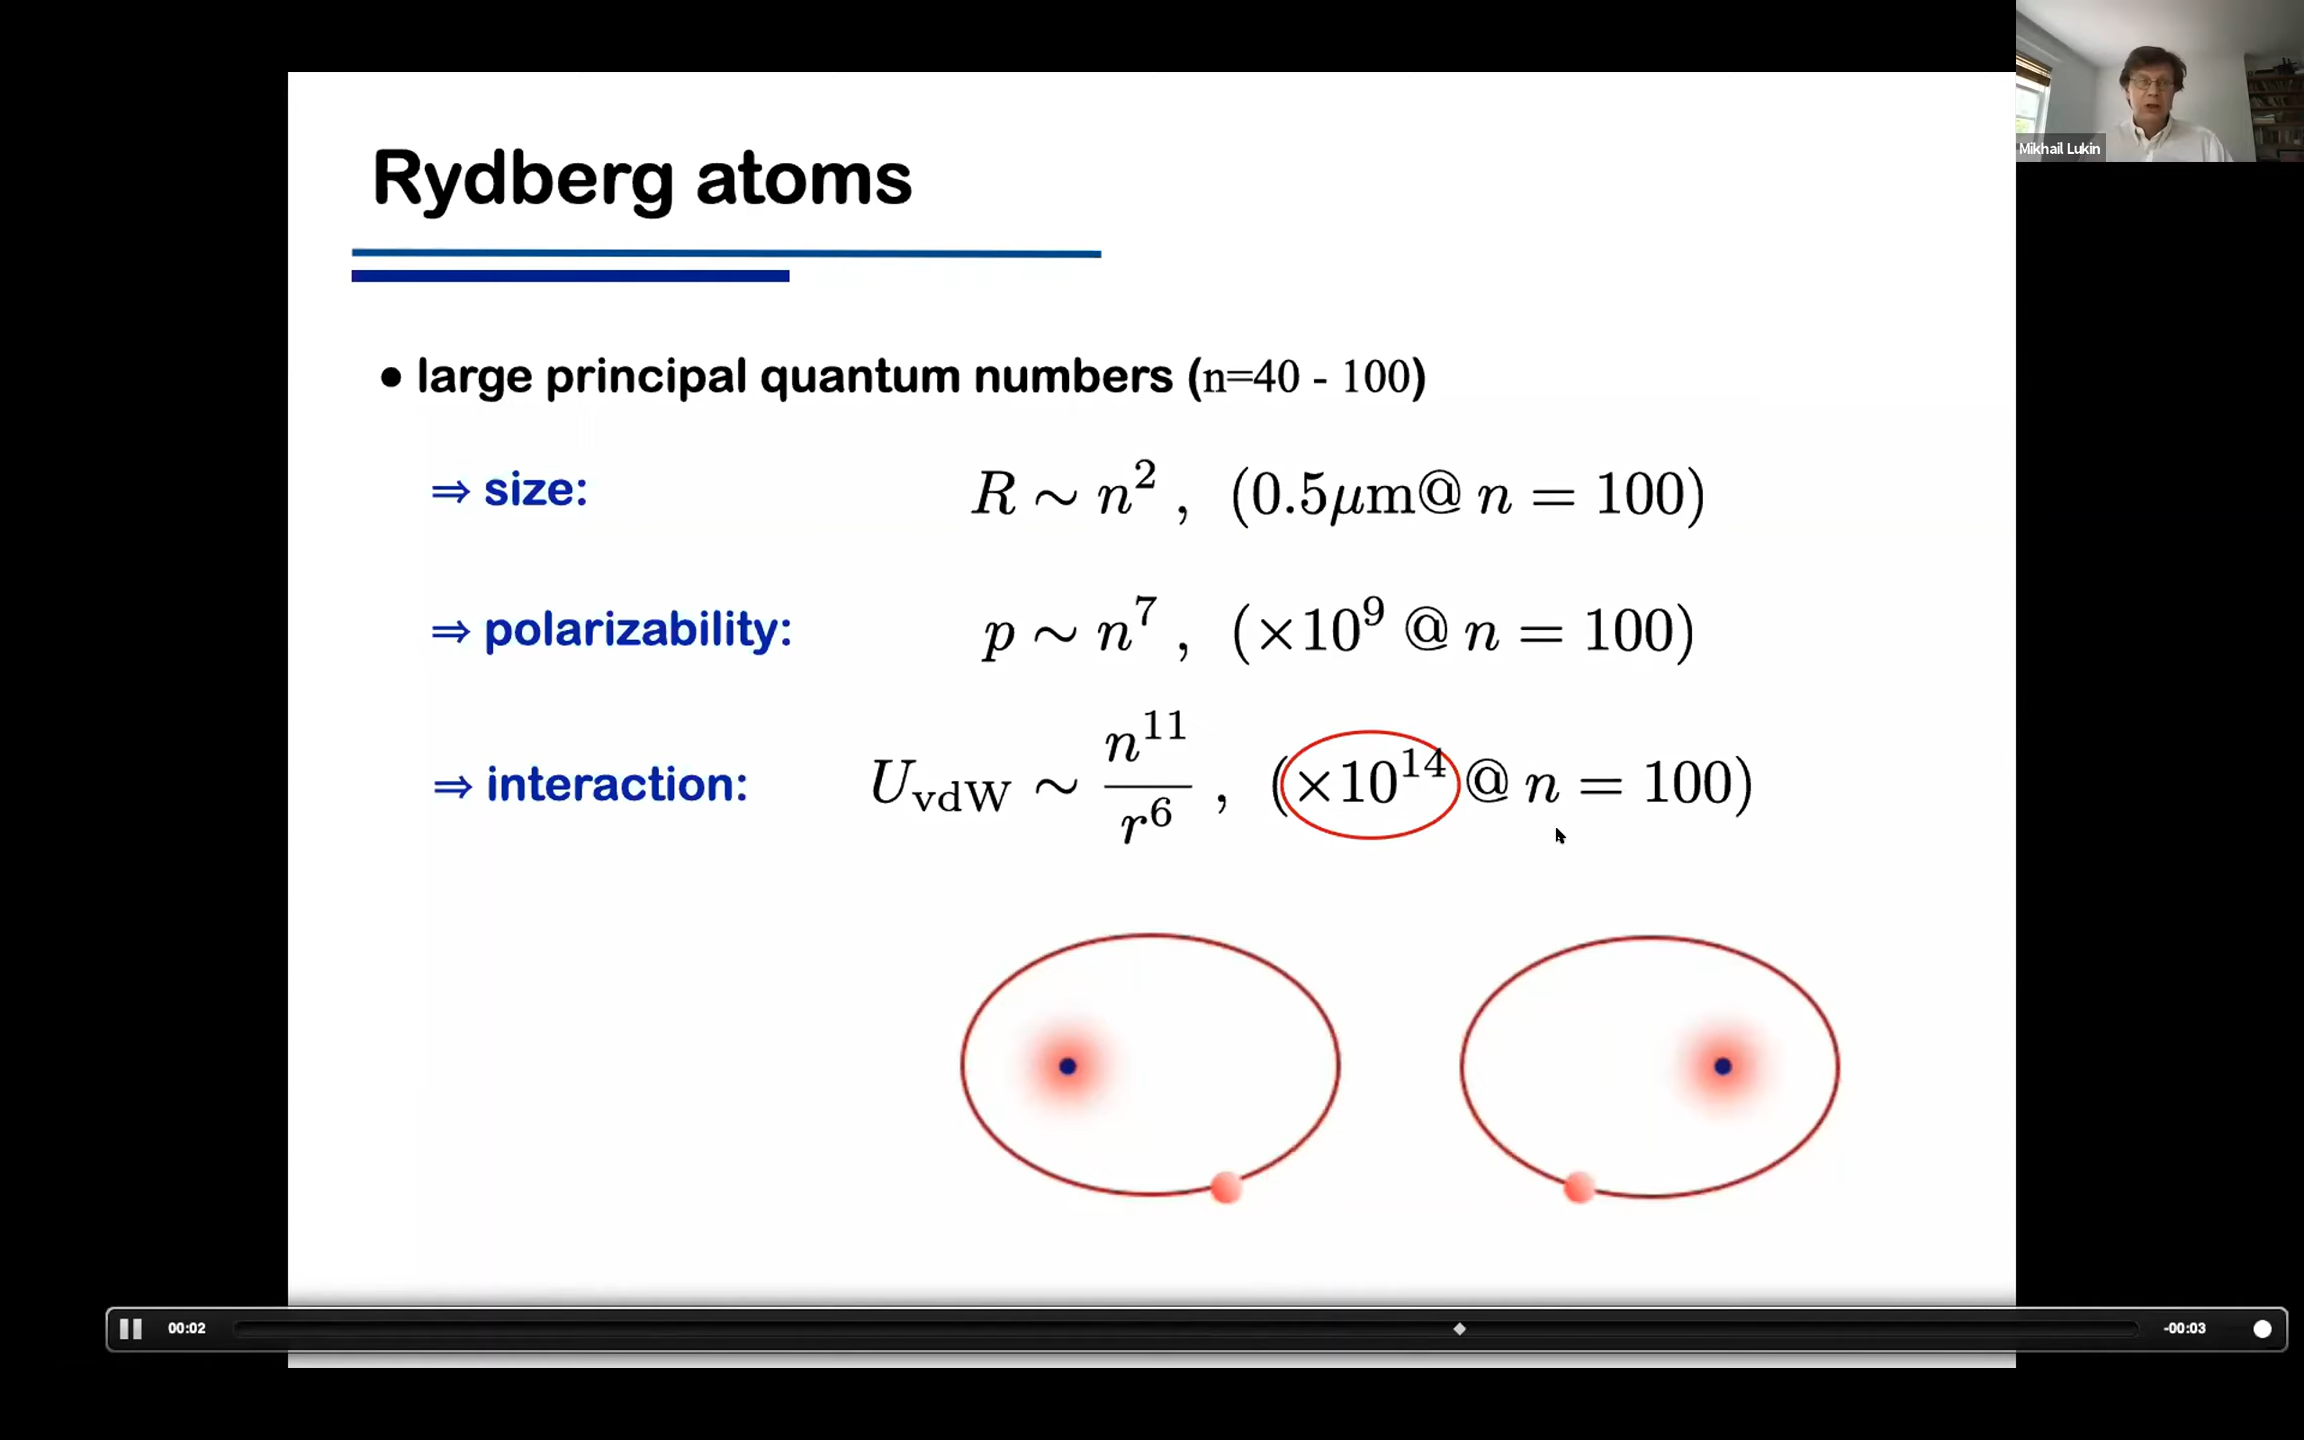 Mikhail Lukin
Rydberg atoms
• large principal quantum numbers (n=40 - 100)
⇒ size: R ∼ n² , (0.5μm@ n = 100)
⇒ polarizability: p ∼ n⁷ , (×10⁹ @ n = 100)
⇒ interaction: U_vdW ∼ n¹¹/r⁶ , (×10¹⁴ @ n = 100)
00:02 -00:03